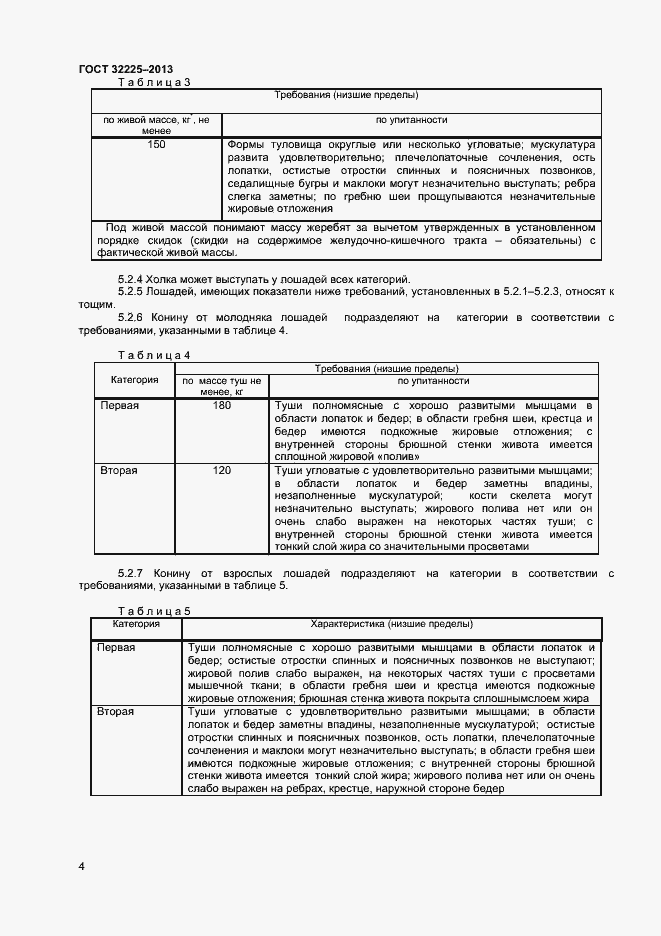 ГОСТ 32225–2013
Т а б л и ц а 3
Требования (низшие пределы)
по живой массе, кг*, не
менее
по упитанности
150
Формы туловища округлые или несколько угловатые; мускулатура
развита удовлетворительно; плечелопаточные сочленения, ость
лопатки, остистые отростки спинных и поясничных позвонков,
седалищные бугры и маклоки могут незначительно выступать; ребра
слегка заметны; по гребню шеи прощупываются незначительные
жировые отложения
Под живой массой понимают массу жеребят за вычетом утвержденных в установленном
порядке скидок (скидки на содержимое желудочно-кишечного тракта – обязательны) с
фактической живой массы.
5.2.4 Холка может выступать у лошадей всех категорий.
5.2.5 Лошадей, имеющих показатели ниже требований, установленных в 5.2.1–5.2.3, относят к
тощим.
5.2.6 Конину от молодняка лошадей подразделяют на категории в соответствии с
требованиями, указанными в таблице 4.
Т а б л и ц а 4
Категория
Требования (низшие пределы)
по массе туш не
менее, кг
по упитанности
Первая
180
Туши полномясные с хорошо развитыми мышцами в
области лопаток и бедер; в области гребня шеи, крестца и
бедер имеются подкожные жировые отложения; с
внутренней стороны брюшной стенки живота имеется
сплошной жировой «полив»
Вторая
120
Туши угловатые с удовлетворительно развитыми мышцами;
в области лопаток и бедер заметны впадины,
незаполненные мускулатурой; кости скелета могут
незначительно выступать; жирового полива нет или он
очень слабо выражен на некоторых частях туши; с
внутренней стороны брюшной стенки живота имеется
тонкий слой жира со значительными просветами
5.2.7 Конину от взрослых лошадей подразделяют на категории в соответствии с
требованиями, указанными в таблице 5.
Т а б л и ц а 5
Категория
Характеристика (низшие пределы)
Первая
Туши полномясные с хорошо развитыми мышцами в области лопаток и
бедер; остистые отростки спинных и поясничных позвонков не выступают;
жировой полив слабо выражен, на некоторых частях туши с просветами
мышечной ткани; в области гребня шеи и крестца имеются подкожные
жировые отложения; брюшная стенка живота покрыта сплошнымслоем жира
Вторая
Туши угловатые с удовлетворительно развитыми мышцами; в области
лопаток и бедер заметны впадины, незаполненные мускулатурой; остистые
отростки спинных и поясничных позвонков, ость лопатки, плечелопаточные
сочленения и маклоки могут незначительно выступать; в области гребня шеи
имеются подкожные жировые отложения; с внутренней стороны брюшной
стенки живота имеется тонкий слой жира; жирового полива нет или он очень
слабо выражен на ребрах, крестце, наружной стороне бедер
4